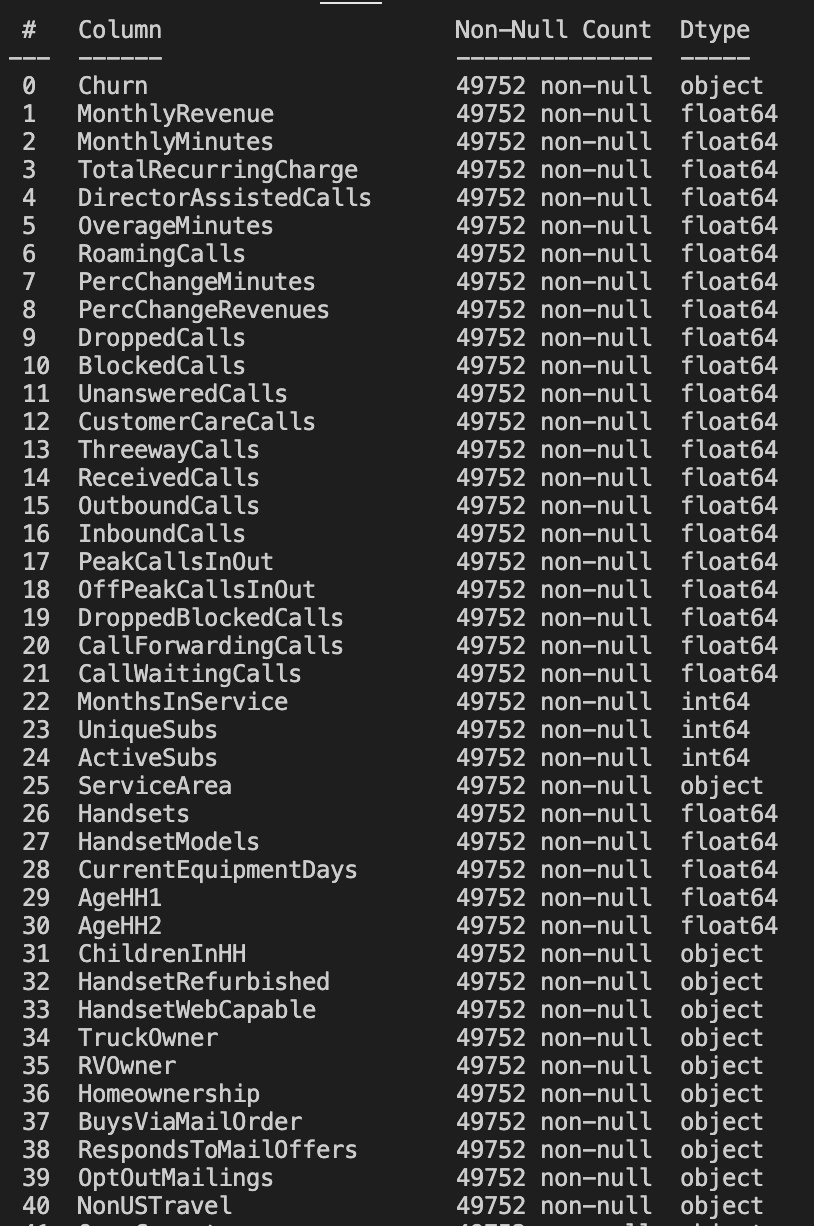 #   Column                     Non-Null Count  Dtype
---  ------                     --------------  -----
0   Churn                      49752 non-null  object
1   MonthlyRevenue             49752 non-null  float64
2   MonthlyMinutes             49752 non-null  float64
3   TotalRecurringCharge       49752 non-null  float64
4   DirectorAssistedCalls      49752 non-null  float64
5   OverageMinutes             49752 non-null  float64
6   RoamingCalls               49752 non-null  float64
7   PercChangeMinutes          49752 non-null  float64
8   PercChangeRevenues         49752 non-null  float64
9   DroppedCalls               49752 non-null  float64
10  BlockedCalls               49752 non-null  float64
11  UnansweredCalls            49752 non-null  float64
12  CustomerCareCalls          49752 non-null  float64
13  ThreewayCalls              49752 non-null  float64
14  ReceivedCalls              49752 non-null  float64
15  OutboundCalls              49752 non-null  float64
16  InboundCalls               49752 non-null  float64
17  PeakCallsInOut             49752 non-null  float64
18  OffPeakCallsInOut          49752 non-null  float64
19  DroppedBlockedCalls        49752 non-null  float64
20  CallForwardingCalls        49752 non-null  float64
21  CallWaitingCalls           49752 non-null  float64
22  MonthsInService            49752 non-null  int64
23  UniqueSubs                 49752 non-null  int64
24  ActiveSubs                 49752 non-null  int64
25  ServiceArea                49752 non-null  object
26  Handsets                   49752 non-null  float64
27  HandsetModels              49752 non-null  float64
28  CurrentEquipmentDays       49752 non-null  float64
29  AgeHH1                     49752 non-null  float64
30  AgeHH2                     49752 non-null  float64
31  ChildrenInHH               49752 non-null  object
32  HandsetRefurbished         49752 non-null  object
33  HandsetWebCapable          49752 non-null  object
34  TruckOwner                 49752 non-null  object
35  RVOwner                    49752 non-null  object
36  Homeownership              49752 non-null  object
37  BuysViaMailOrder           49752 non-null  object
38  RespondsToMailOffers       49752 non-null  object
39  OptOutMailings             49752 non-null  object
40  NonUSTravel                49752 non-null  object